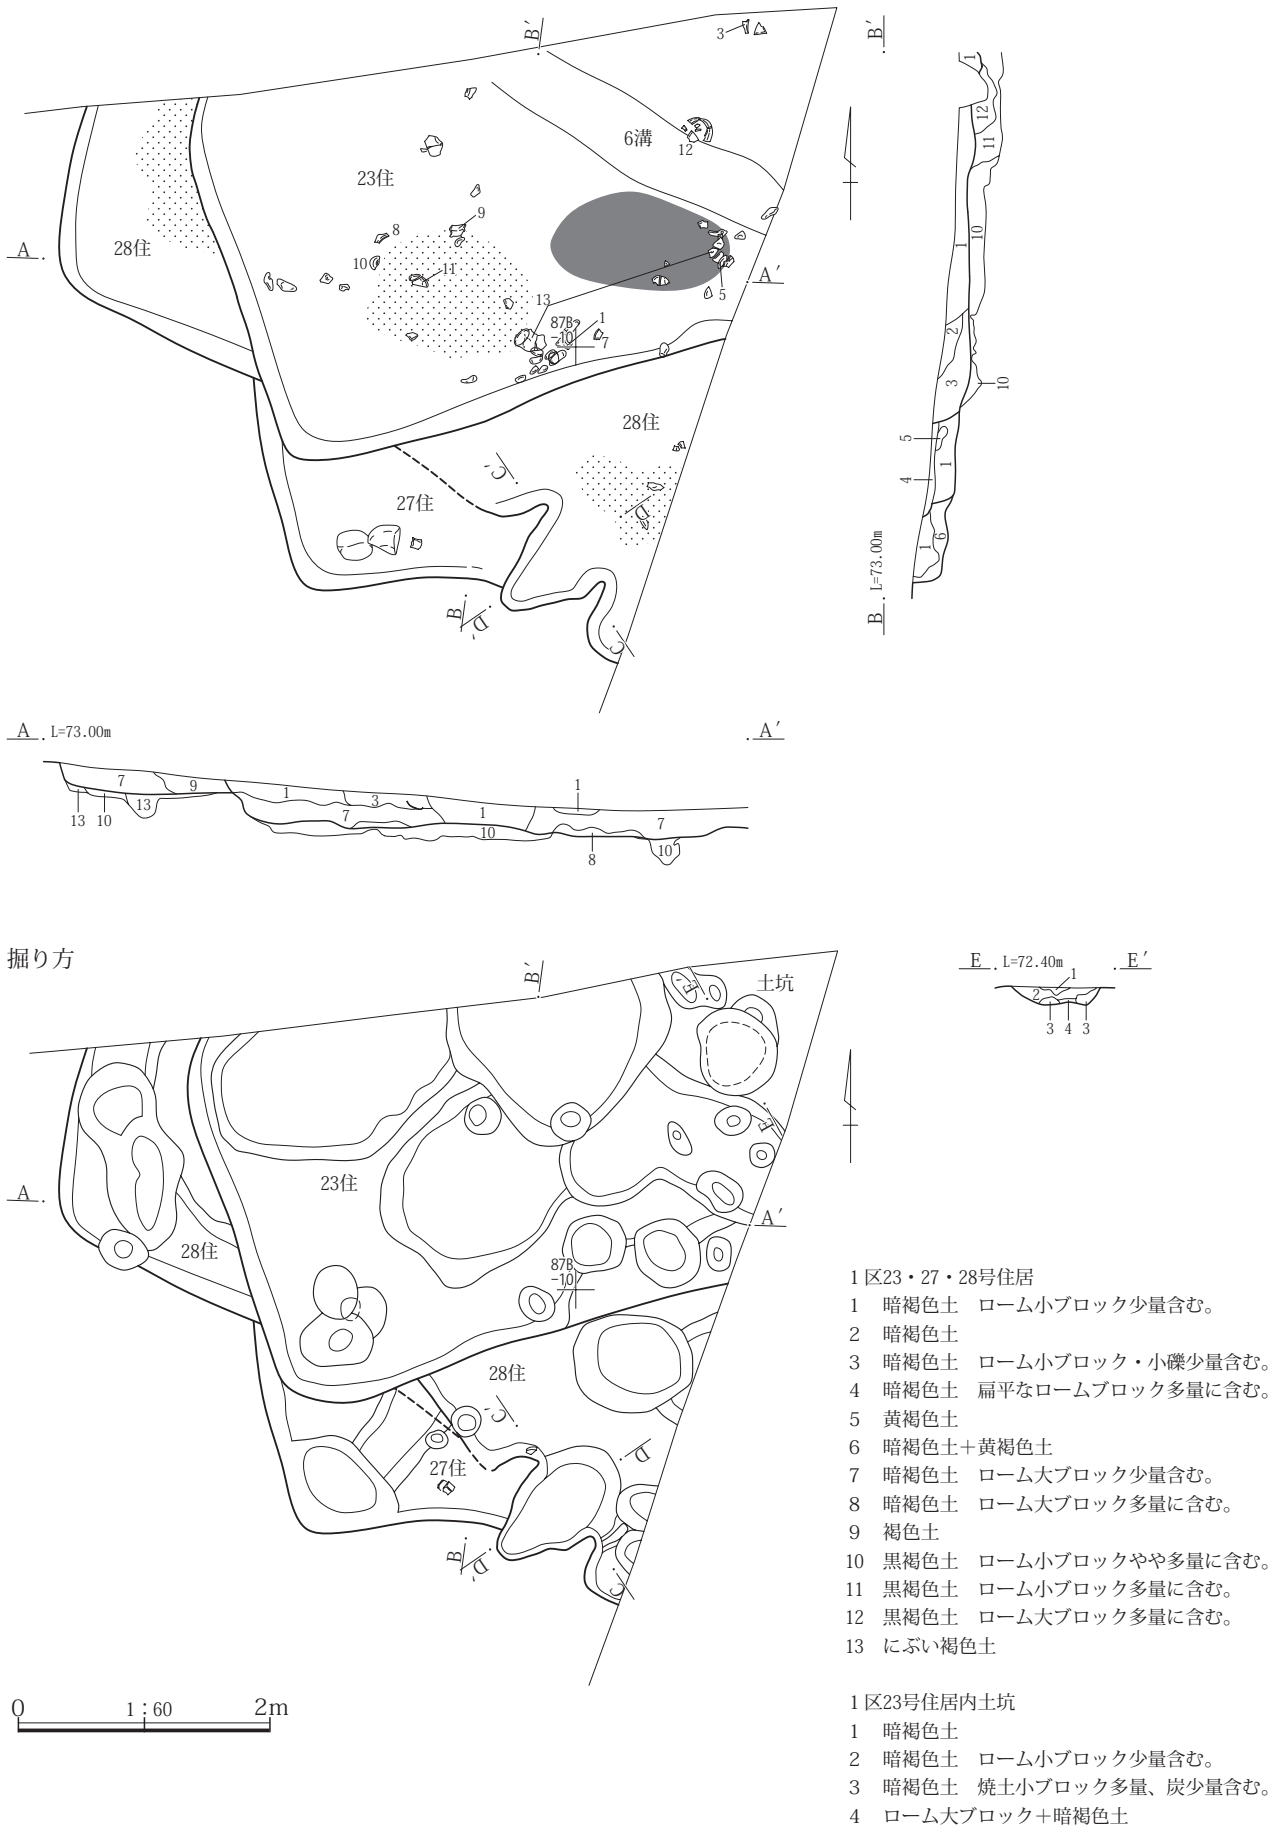 B′
B′
3
6溝
12
23住
9
8
28住
10
11
A
A′
13
5
87B
-10
1
7
28住
C′
27住
D
B
D′
C
1
12
11
1
10
2
3
10
5
1
4
1
6
B L=73.00m
A L=73.00m
A′
7
9
1
3
1
1
7
13
7
10
13
10
8
10
掘り方
B′
E′
土坑
E L=72.40m
E′
1
2
3
4
3
E
23住
A
A′
28住
87B
-10
28住
C′
27住
D
B
D′
C
1区23・27・28号住居
1 暗褐色土 ローム小ブロック少量含む。
2 暗褐色土
3 暗褐色土 ローム小ブロック・小礫少量含む。
4 暗褐色土 扁平なロームブロック多量に含む。
5 黄褐色土
6 暗褐色土+黄褐色土
7 暗褐色土 ローム大ブロック少量含む。
8 暗褐色土 ローム大ブロック多量に含む。
9 褐色土
10 黒褐色土 ローム小ブロックやや多量に含む。
11 黒褐色土 ローム小ブロック多量に含む。
12 黒褐色土 ローム大ブロック多量に含む。
13 にぶい褐色土
0 1:60 2m
1区23号住居内土坑
1 暗褐色土
2 暗褐色土 ローム小ブロック少量含む。
3 暗褐色土 焼土小ブロック多量、炭少量含む。
4 ローム大ブロック+暗褐色土